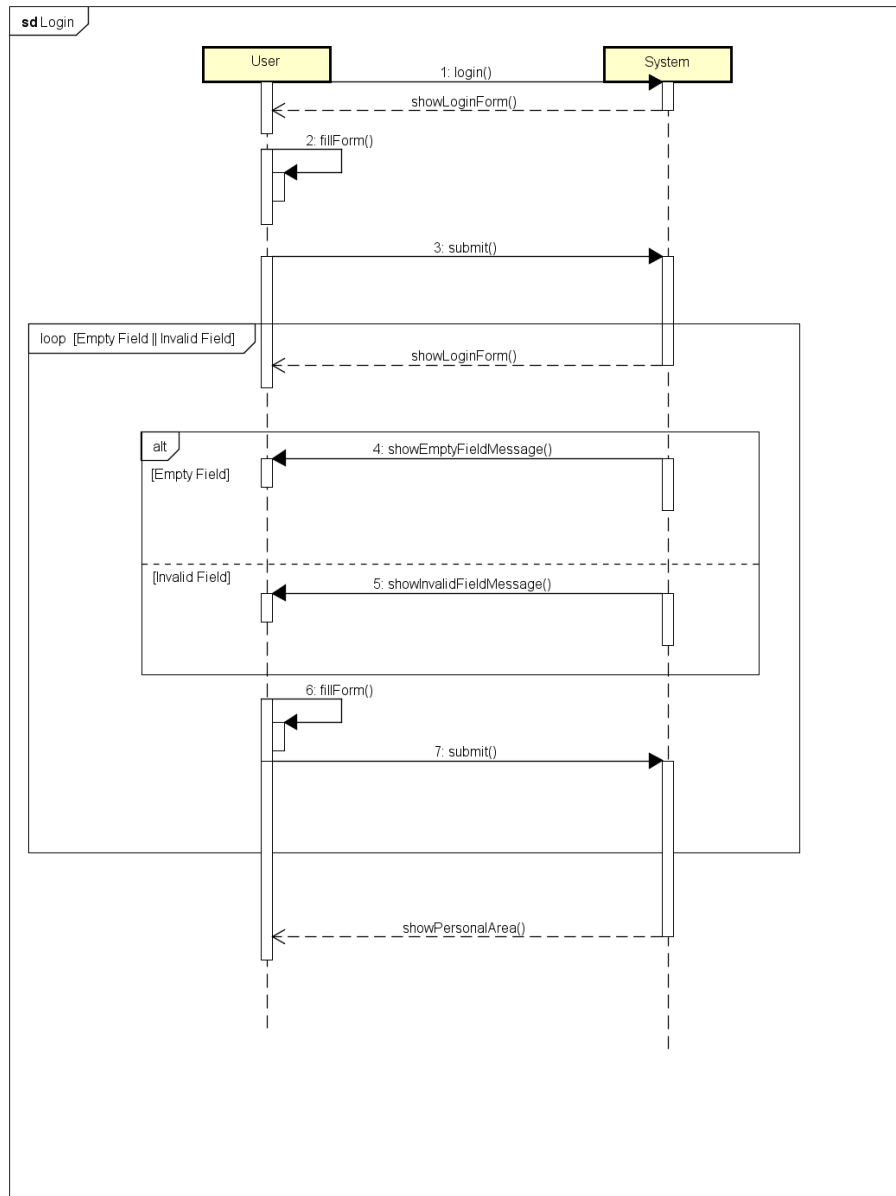 sd Login
User
System
1: login()
showLoginForm()
2: fillForm()
3: submit()
loop [Empty Field || Invalid Field]
showLoginForm()
alt
4: showEmptyFieldMessage()
[Empty Field]
[Invalid Field]
5: showInvalidFieldMessage()
6: fillForm()
7: submit()
showPersonalArea()